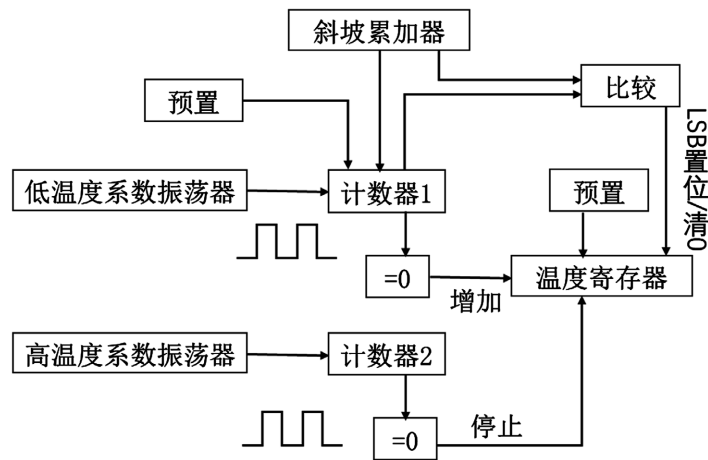 斜坡累加器
预置
比较
LSB置位/清0
低温度系数振荡器
计数器1
预置
=0
增加
温度寄存器
高温度系数振荡器
计数器2
=0
停止